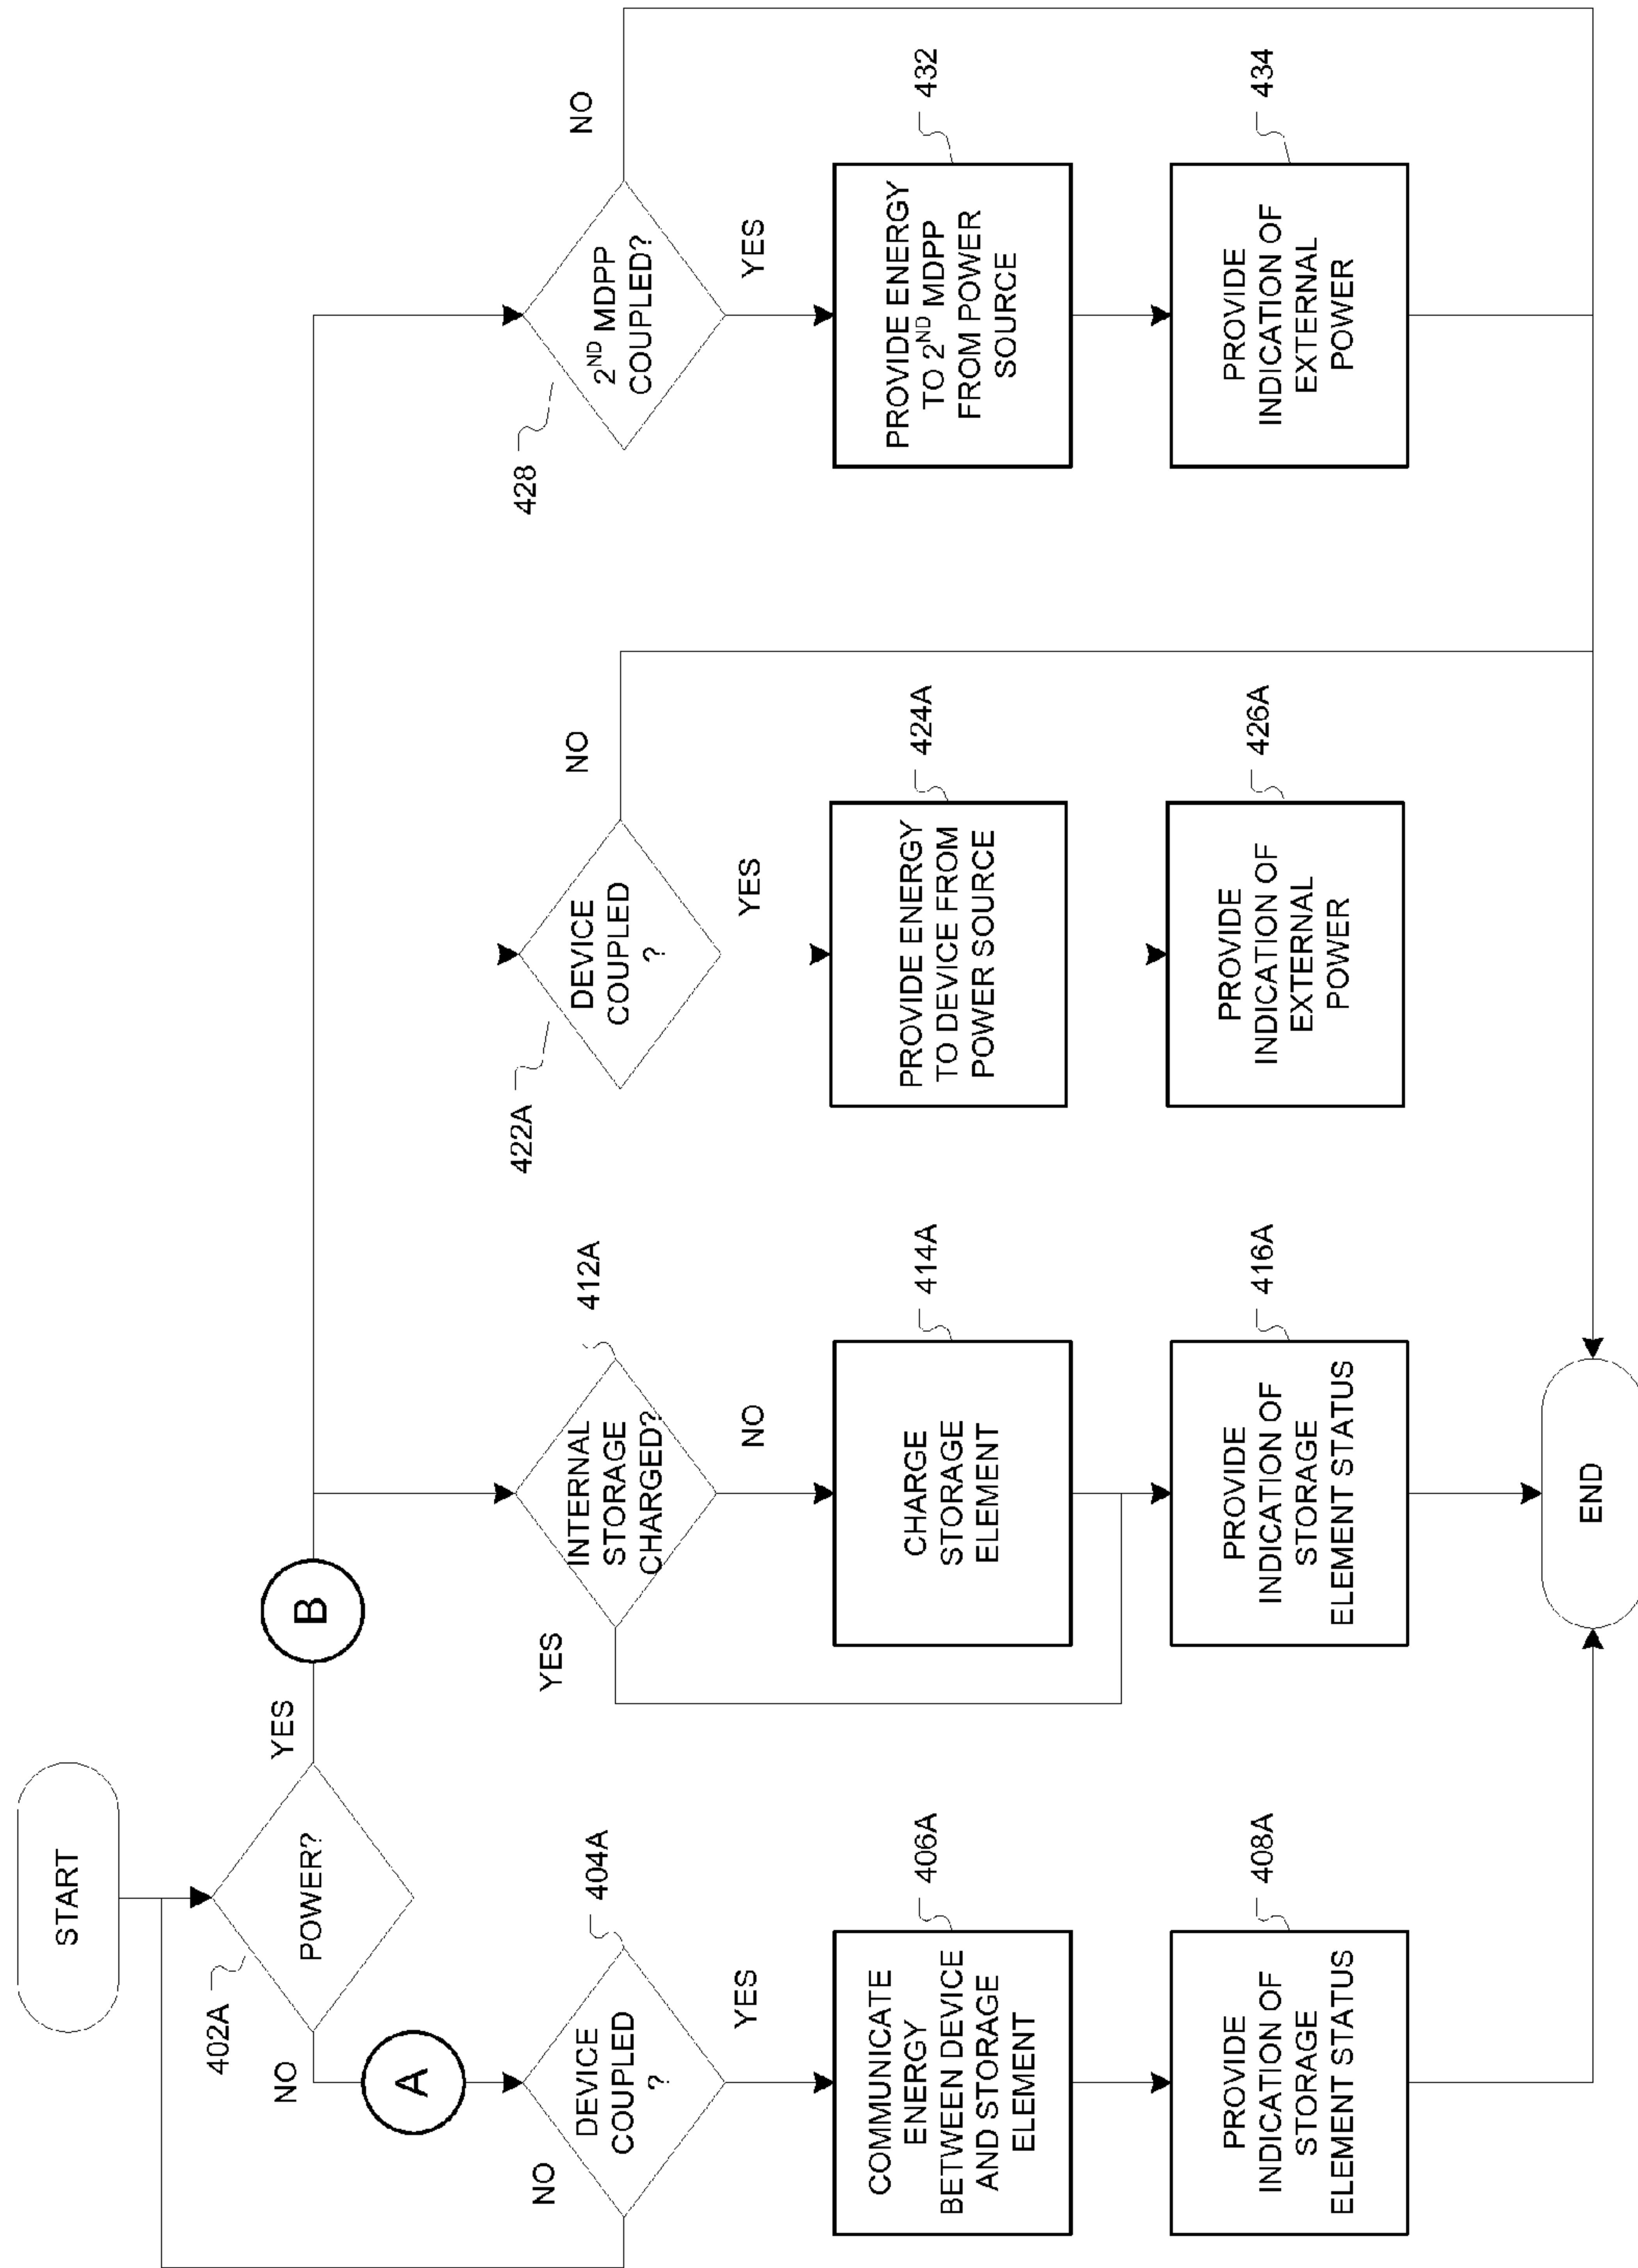 START
402A
POWER?
YES
B
NO
A
404A
DEVICE
COUPLED
?
NO
YES
COMMUNICATE
ENERGY
BETWEEN DEVICE
AND STORAGE
ELEMENT
406A
PROVIDE
INDICATION OF
STORAGE
ELEMENT STATUS
408A
412A
INTERNAL
STORAGE
CHARGED?
YES
NO
CHARGE
STORAGE
ELEMENT
414A
PROVIDE
INDICATION OF
STORAGE
ELEMENT STATUS
416A
422A
DEVICE
COUPLED
?
NO
YES
PROVIDE ENERGY
TO DEVICE FROM
POWER SOURCE
424A
PROVIDE
INDICATION OF
EXTERNAL
POWER
426A
428
2ND MDPP
COUPLED?
NO
YES
PROVIDE ENERGY
TO 2ND MDPP
FROM POWER
SOURCE
432
PROVIDE
INDICATION OF
EXTERNAL
POWER
434
END